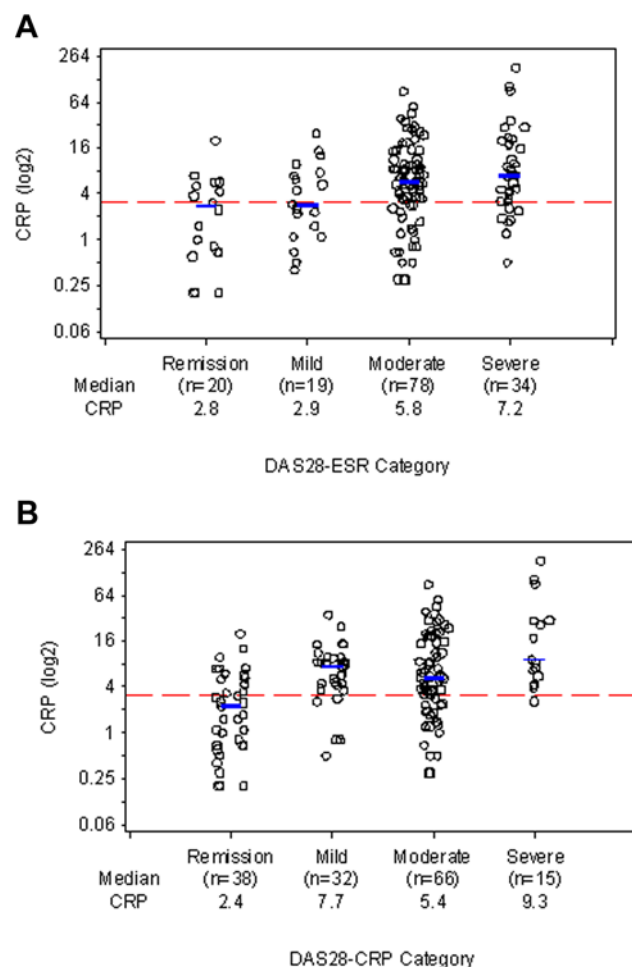 A
264
64
16
4
1
0.25
0.06
CRP (log2)
Remission Mild Moderate Severe
Median (n=20) (n=19) (n=78) (n=34)
CRP 2.8 2.9 5.8 7.2
DAS28-ESR Category
B
264
64
16
4
1
0.25
0.06
CRP (log2)
Remission Mild Moderate Severe
Median (n=38) (n=32) (n=66) (n=15)
CRP 2.4 7.7 5.4 9.3
DAS28-CRP Category